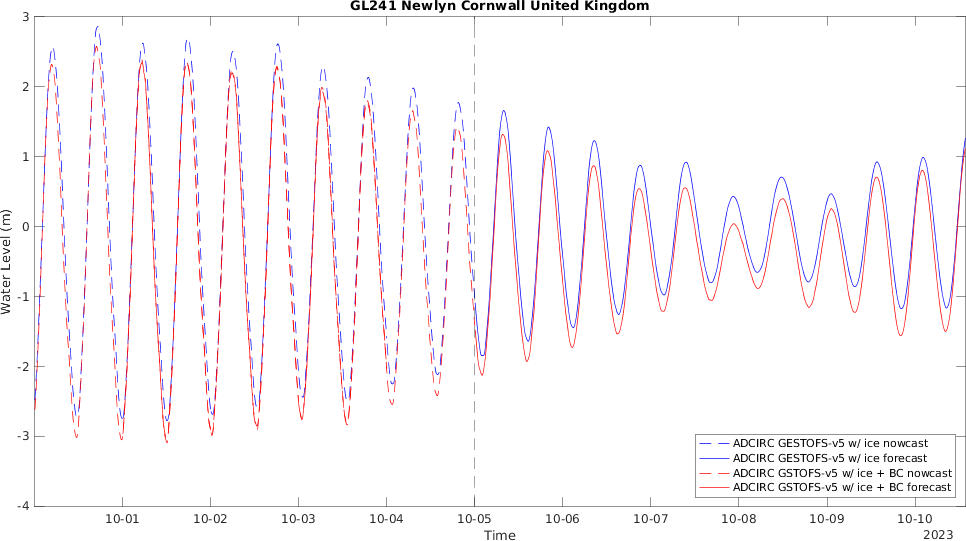 GL241 Newlyn Cornwall United Kingdom
3
2
1
0
-1
-2
-3
-4
Water Level (m)
ADCIRC GESTOFS-v5 w/ ice nowcast
ADCIRC GESTOFS-v5 w/ ice forecast
ADCIRC GSTOFS-v5 w/ ice + BC nowcast
ADCIRC GSTOFS-v5 w/ ice + BC forecast
10-01 10-02 10-03 10-04 10-05 10-06 10-07 10-08 10-09 10-10
Time
2023